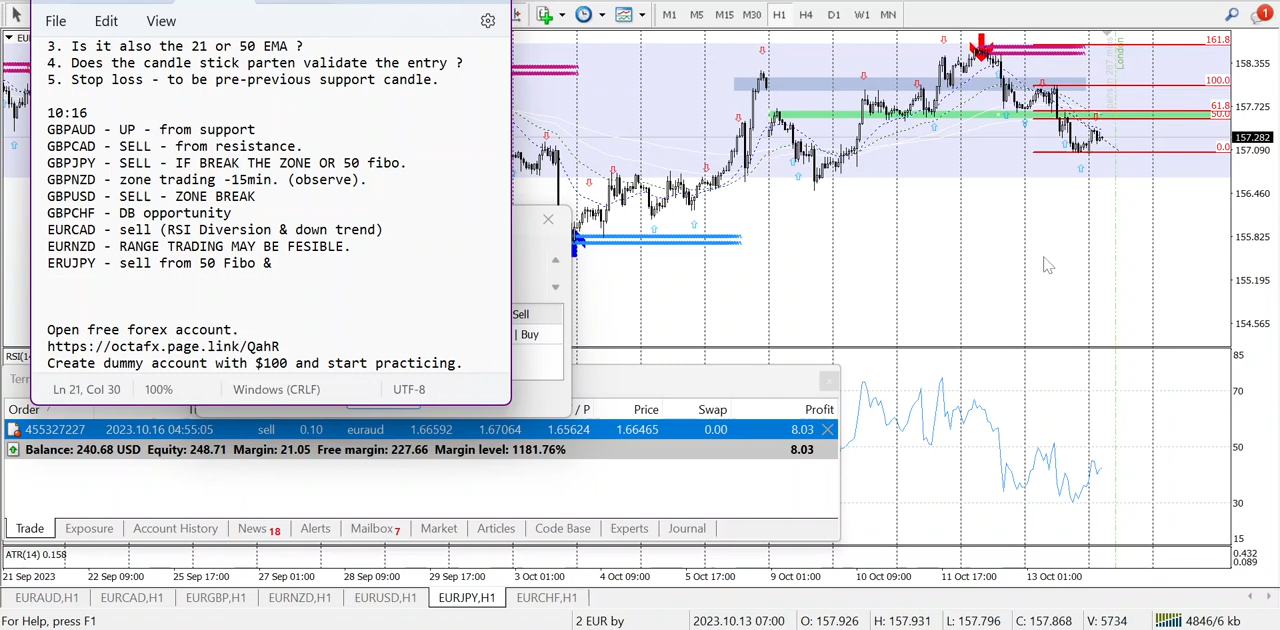 File Edit View
M1 M5 M15 M30 H1 H4 D1 W1 MN
1
3. Is it also the 21 or 50 EMA ?
4. Does the candle stick partah validate the entry ?
5. Stop loss - to be pre-previous support candle.
10:16
GBPAUD - UP - from support
GBPCAD - SELL - from resistance.
GBPJPY - SELL - IF BREAK THE ZONE OR 50 fibo.
GBPNZD - zone trading -15min. (observe).
GBPUSD - SELL - ZONE BREAK
GBPCHF - DB opportunity
EURCAD - sell (RSI Diversion & down trend)
EURNZD - RANGE TRADING MAY BE FESIBLE.
ERUJPY - sell from 50 Fibo &
Open free forex account.
https://octafx.page.link/QahR
Create dummy account with $100 and start practicing.
Ln 21, Col 30 100% Windows (CRLF) UTF-8
161.8
100.0
61.8
50.0
0.0
London
158.355
157.725
157.282
157.090
156.460
155.825
155.195
154.565
Sell
| Buy
85
70
50
30
15
Order / P Price Swap Profit
455327227 2023.10.16 04:55:05 sell 0.10 euraud 1.66592 1.67064 1.65624 1.66465 0.00 8.03
Balance: 240.68 USD Equity: 248.71 Margin: 21.05 Free margin: 227.66 Margin level: 1181.76% 8.03
Trade Exposure Account History News 18 Alerts Mailbox 7 Market Articles Code Base Experts Journal
ATR(14) 0.158
0.432
0.089
21 Sep 2023 22 Sep 09:00 25 Sep 17:00 27 Sep 01:00 28 Sep 09:00 29 Sep 17:00 3 Oct 01:00 4 Oct 09:00 5 Oct 17:00 9 Oct 01:00 10 Oct 09:00 11 Oct 17:00 13 Oct 01:00
EURAUD,H1 EURCAD,H1 EURGBP,H1 EURNZD,H1 EURUSD,H1 EURJPY,H1 EURCHF,H1
For Help, press F1 2 EUR by 2023.10.13 07:00 O: 157.926 H: 157.931 L: 157.796 C: 157.868 V: 5734 4846/6 kb